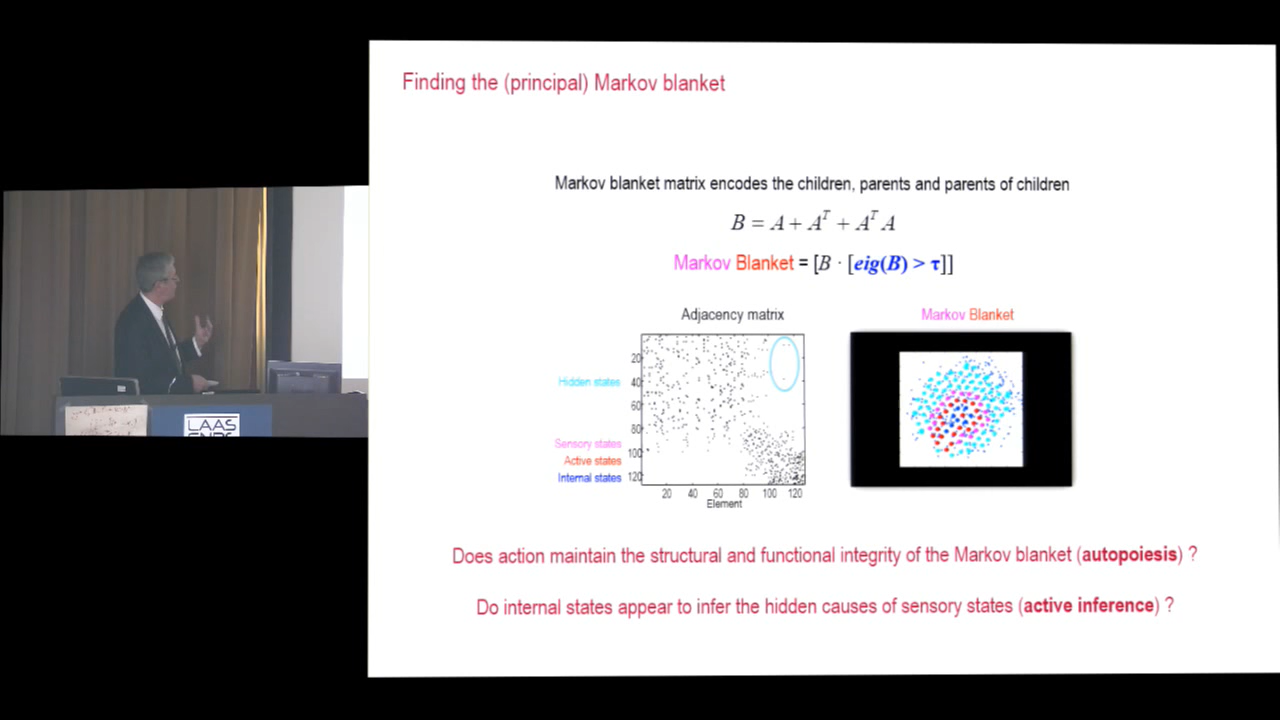 Finding the (principal) Markov blanket
Markov blanket matrix encodes the children, parents and parents of children
B = A + Aᵀ + AᵀA
Markov Blanket = [B · [eig(B) > τ]]
Adjacency matrix
Markov Blanket
20
Hidden states 40
60
80
Sensory states
100
Active states
Internal states 120
20 40 60 80 100 120
Element
Does action maintain the structural and functional integrity of the Markov blanket (autopoiesis) ?
Do internal states appear to infer the hidden causes of sensory states (active inference) ?
LAAS
CNRS